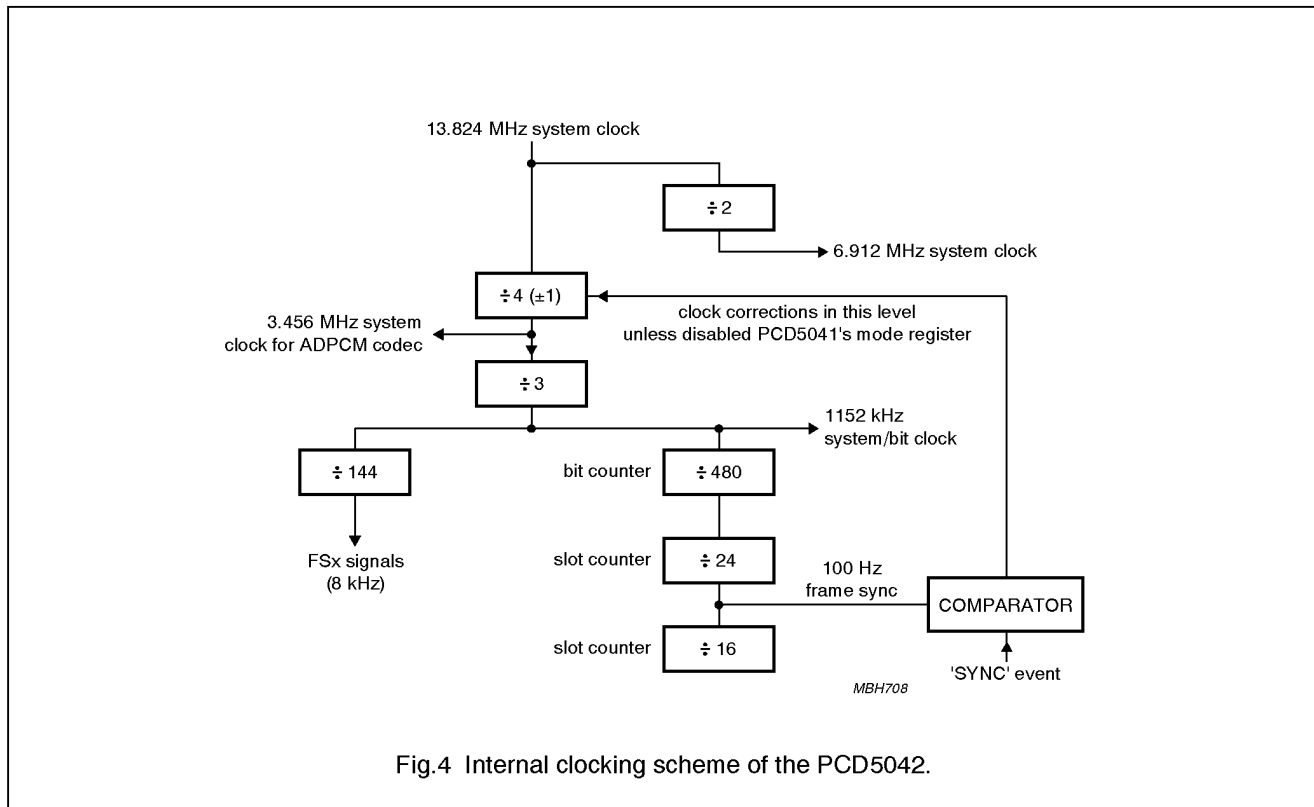 13.824 MHz system clock
÷ 2
6.912 MHz system clock
÷ 4 (±1)
clock corrections in this level
unless disabled PCD5041's mode register
3.456 MHz system
clock for ADPCM codec
÷ 3
1152 kHz
system/bit clock
÷ 144
bit counter
÷ 480
FSx signals
(8 kHz)
slot counter
÷ 24
100 Hz
frame sync
COMPARATOR
slot counter
÷ 16
'SYNC' event
MBH708
Fig.4 Internal clocking scheme of the PCD5042.